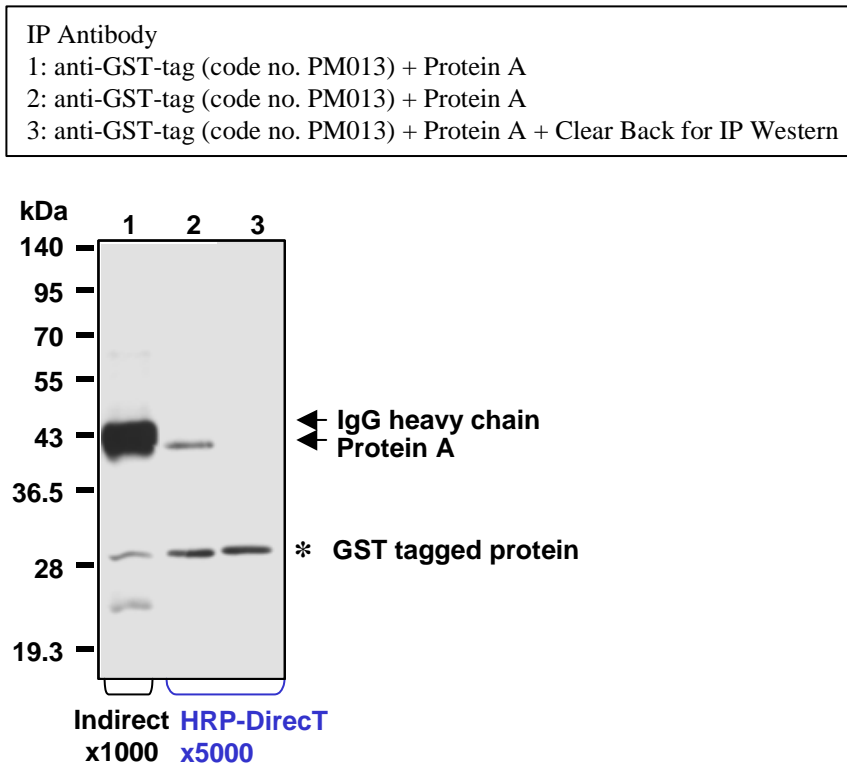 IP Antibody
1: anti-GST-tag (code no. PM013) + Protein A
2: anti-GST-tag (code no. PM013) + Protein A
3: anti-GST-tag (code no. PM013) + Protein A + Clear Back for IP Western
kDa
1 2 3
140
95
70
55
IgG heavy chain
43
Protein A
36.5
* GST tagged protein
28
19.3
Indirect HRP-DirecT
x1000 x5000